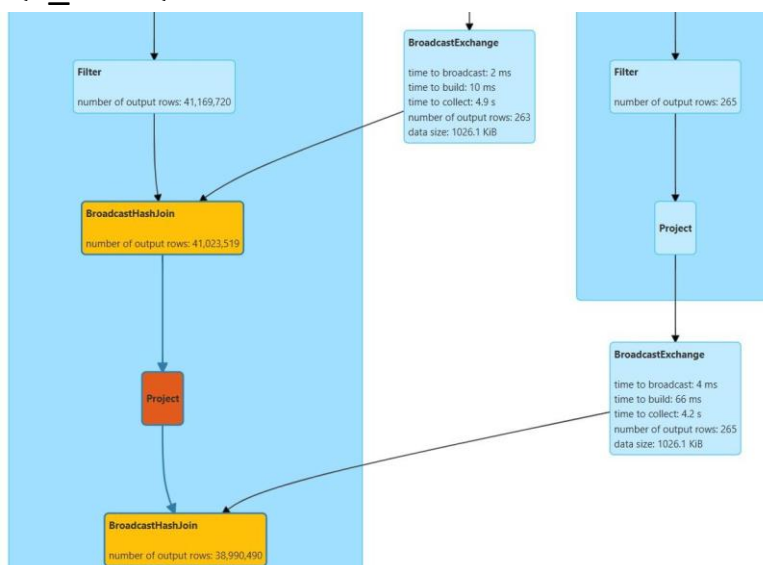 Filter
number of output rows: 41,169,720
BroadcastExchange
time to broadcast: 2 ms
time to build: 10 ms
time to collect: 4.9 s
number of output rows: 263
data size: 1026.1 KiB
Filter
number of output rows: 265
BroadcastHashJoin
number of output rows: 41,023,519
Project
BroadcastExchange
time to broadcast: 4 ms
time to build: 66 ms
time to collect: 4.2 s
number of output rows: 265
data size: 1026.1 KiB
Project
BroadcastHashJoin
number of output rows: 38,990,490